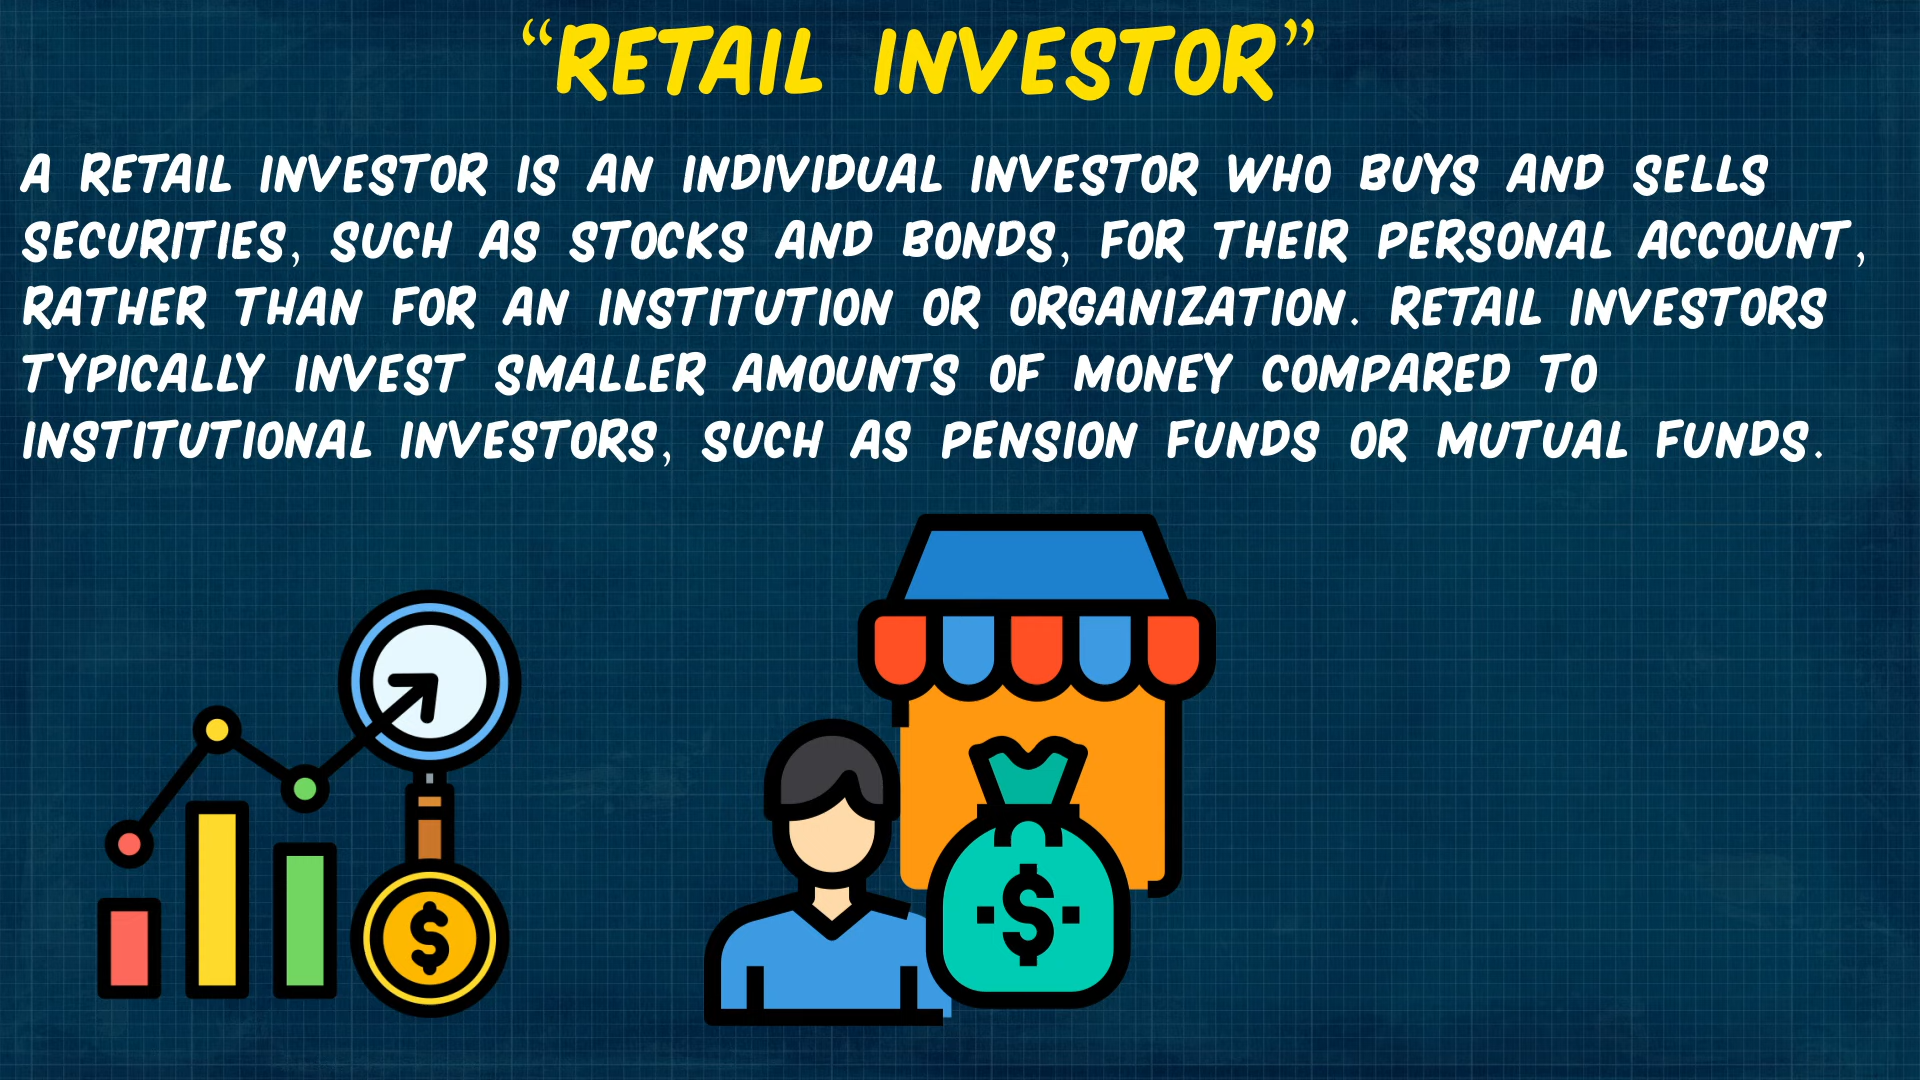 “RETAIL INVESTOR”
A RETAIL INVESTOR IS AN INDIVIDUAL INVESTOR WHO BUYS AND SELLS
SECURITIES, SUCH AS STOCKS AND BONDS, FOR THEIR PERSONAL ACCOUNT,
RATHER THAN FOR AN INSTITUTION OR ORGANIZATION. RETAIL INVESTORS
TYPICALLY INVEST SMALLER AMOUNTS OF MONEY COMPARED TO
INSTITUTIONAL INVESTORS, SUCH AS PENSION FUNDS OR MUTUAL FUNDS.
$
$